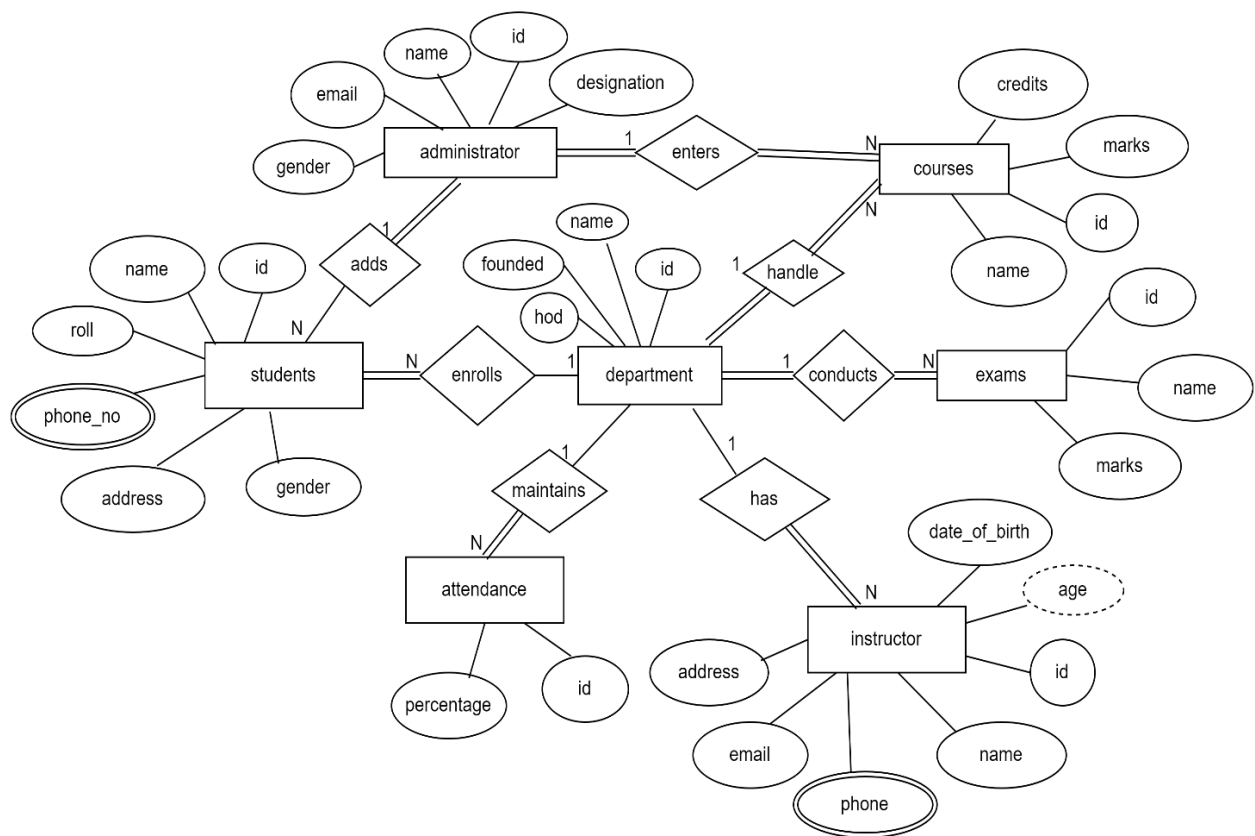 id
name
designation
email
administrator
gender
1
enters
N
credits
marks
courses
id
name
N
1
adds
N
name
id
roll
students
phone_no
address
gender
N
enrolls
1
name
founded
id
hod
department
1
handle
1
conducts
N
exams
id
name
marks
1
maintains
N
attendance
percentage
id
1
has
N
date_of_birth
age
instructor
id
address
email
name
phone